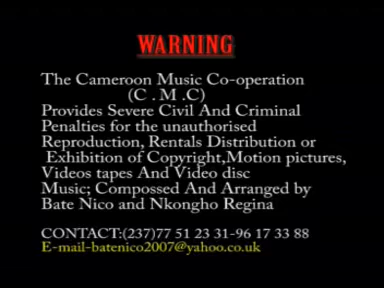 WARNING
The Cameroon Music Co-operation
(C . M .C)
Provides Severe Civil And Criminal
Penalties for the unauthorised
Reproduction, Rentals Distribution or
Exhibition of Copyright,Motion pictures,
Videos tapes And Video disc
Music; Compossed And Arranged by
Bate Nico and Nkongho Regina
CONTACT:(237)77 51 23 31-96 17 33 88
E-mail-batenico2007@yahoo.co.uk